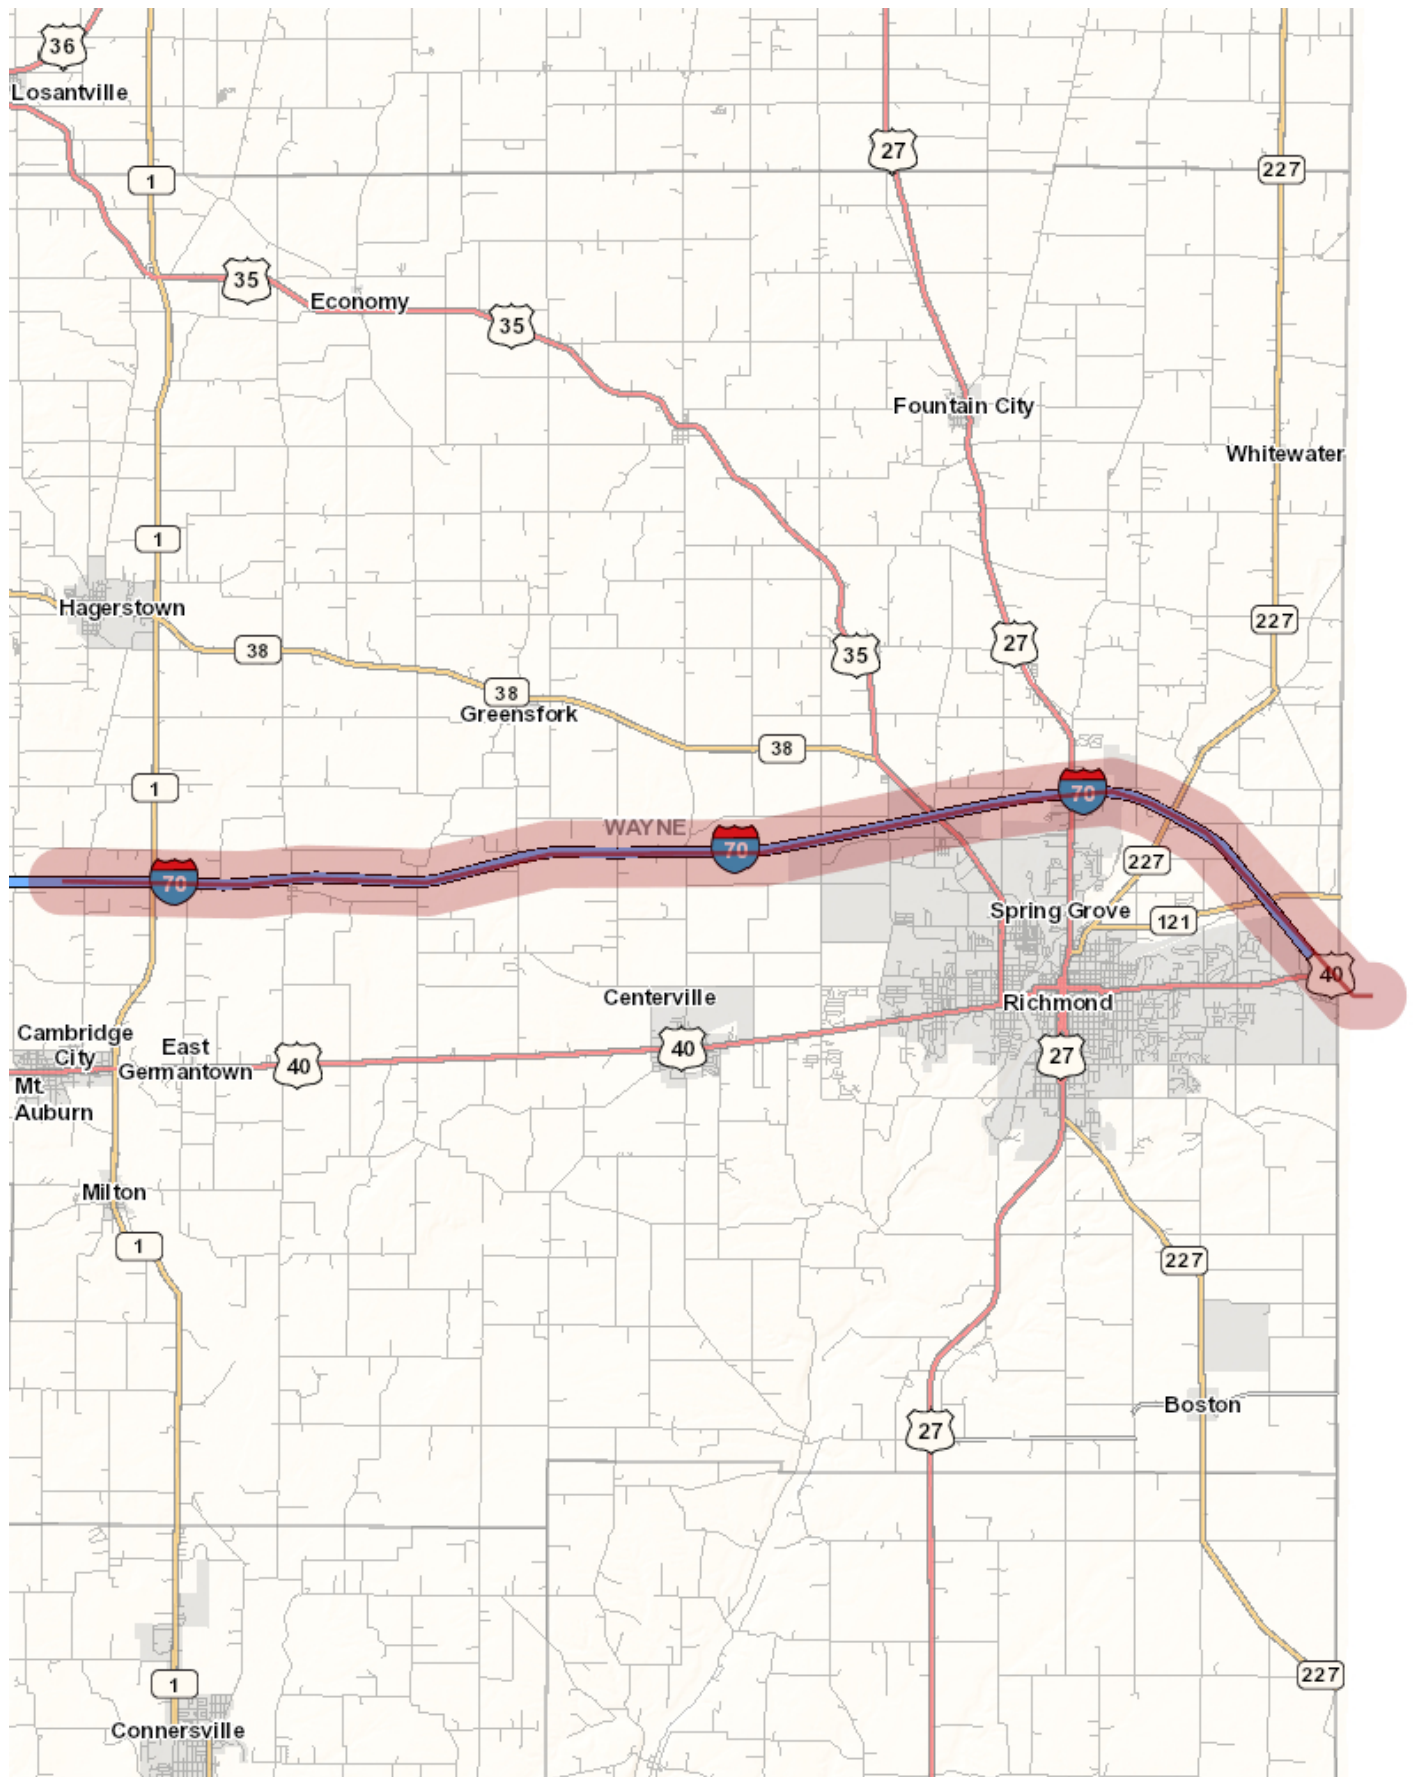 36
Losantville
27
1
227
35
Economy
35
Fountain City
Whitewater
1
Hagerstown
227
38
27
35
38
Greensfork
38
1
70
WAYNE
70
227
70
Spring Grove
121
40
Centerville
Richmond
Cambridge
City
East
Germantown
40
40
27
Mt.
Auburn
Milton
1
227
Boston
27
227
1
Connersville